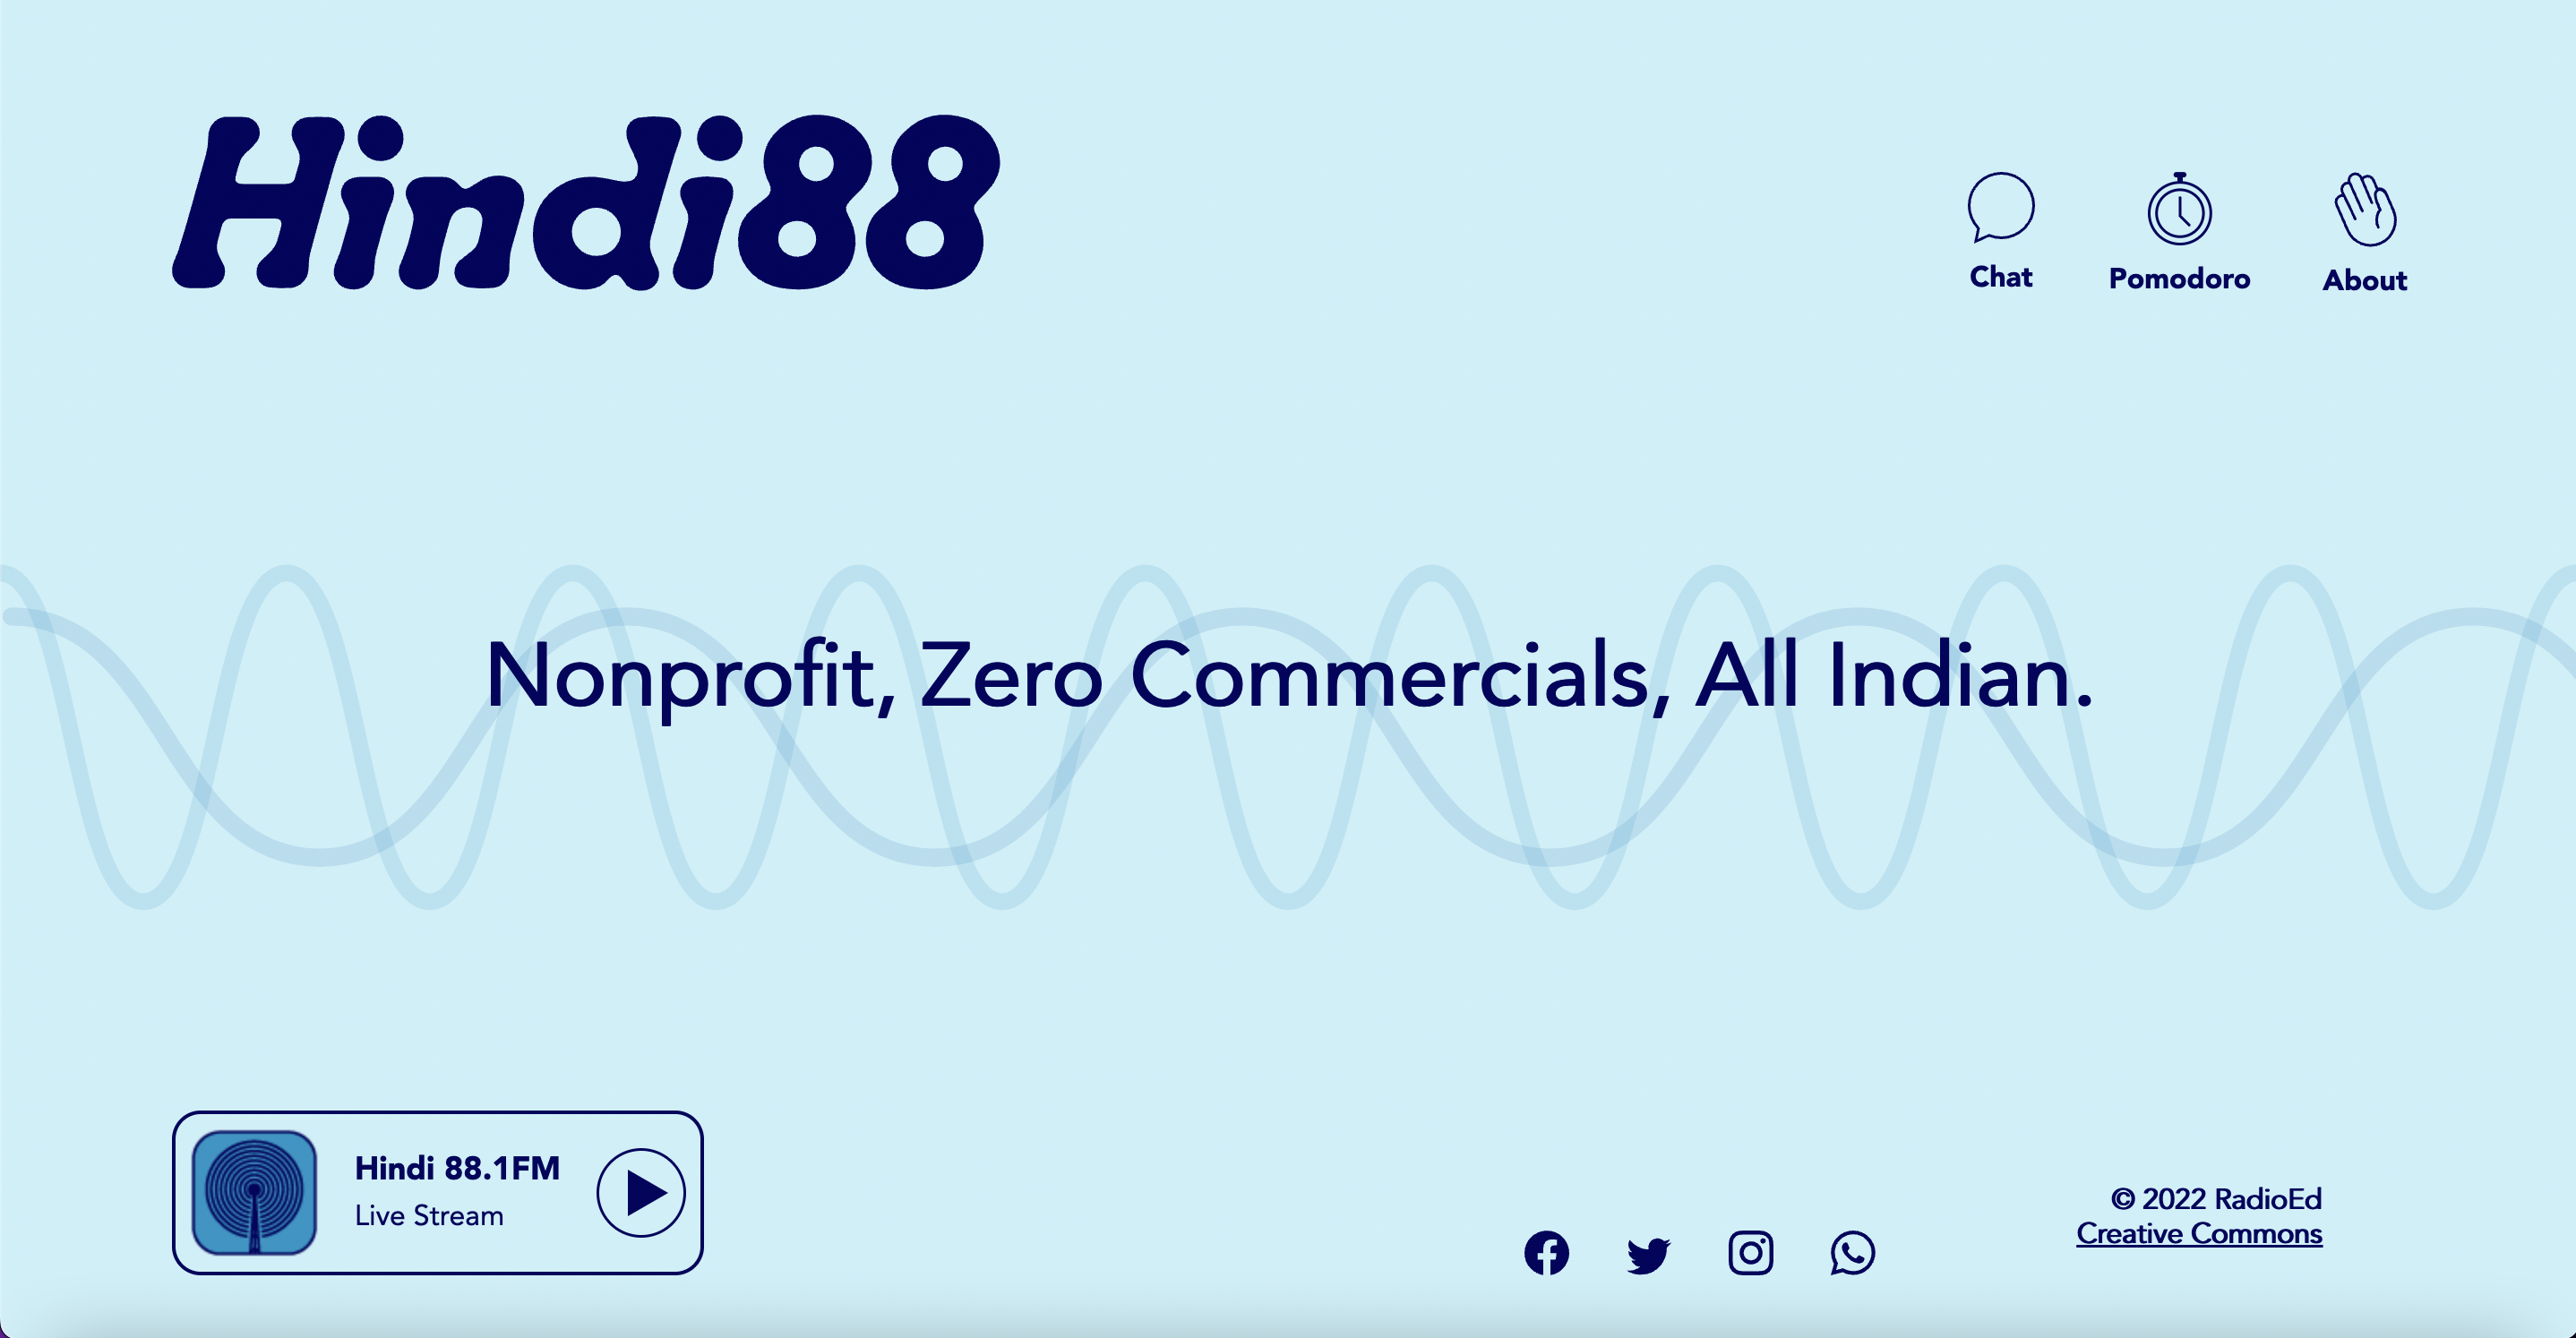 Hindi88
Chat
Pomodoro
About
Nonprofit, Zero Commercials, All Indian.
Hindi 88.1FM
Live Stream
© 2022 RadioEd
Creative Commons